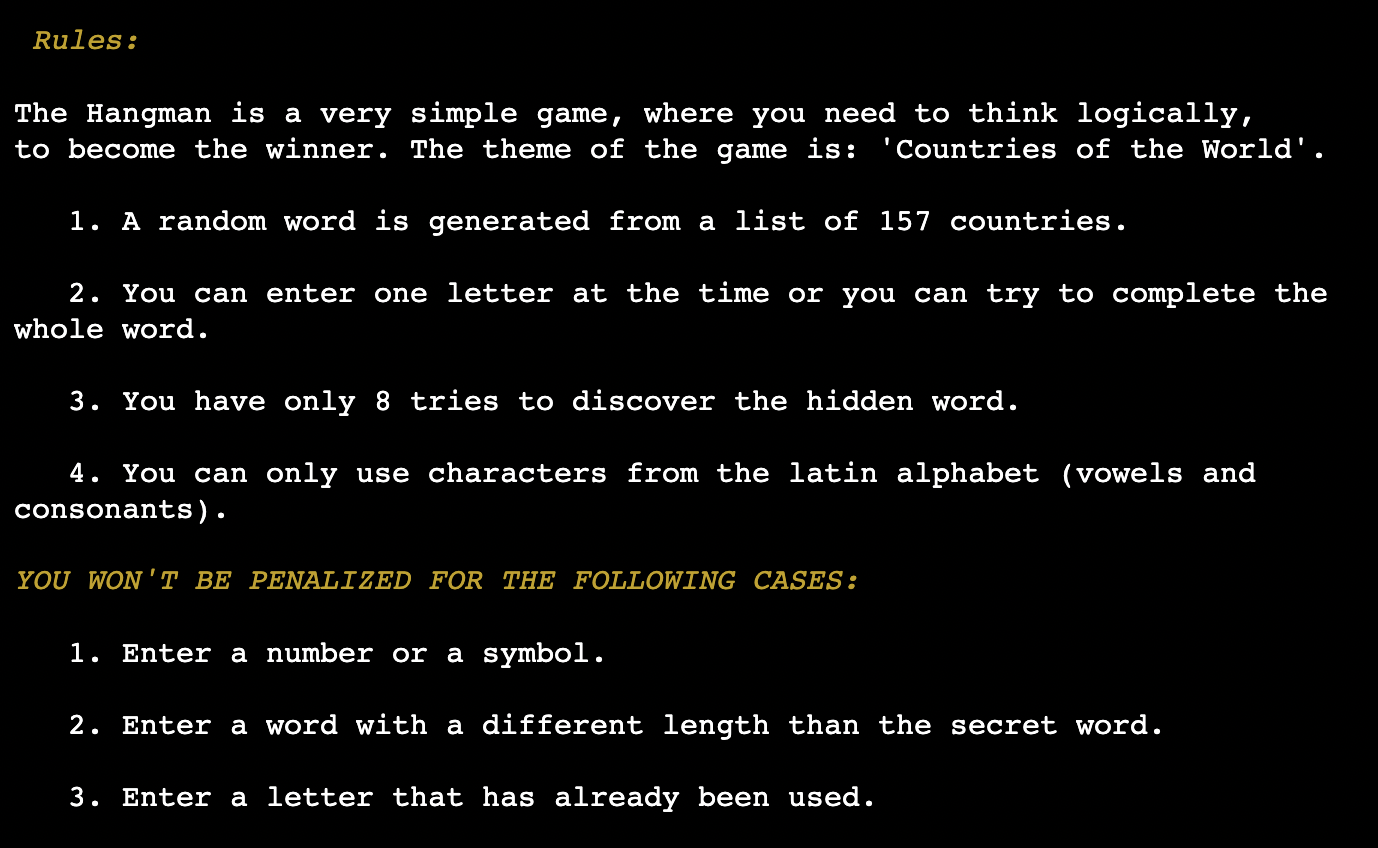 Rules:
The Hangman is a very simple game, where you need to think logically,
to become the winner. The theme of the game is: 'Countries of the World'.
1. A random word is generated from a list of 157 countries.
2. You can enter one letter at the time or you can try to complete the
whole word.
3. You have only 8 tries to discover the hidden word.
4. You can only use characters from the latin alphabet (vowels and
consonants).
YOU WON'T BE PENALIZED FOR THE FOLLOWING CASES:
1. Enter a number or a symbol.
2. Enter a word with a different length than the secret word.
3. Enter a letter that has already been used.